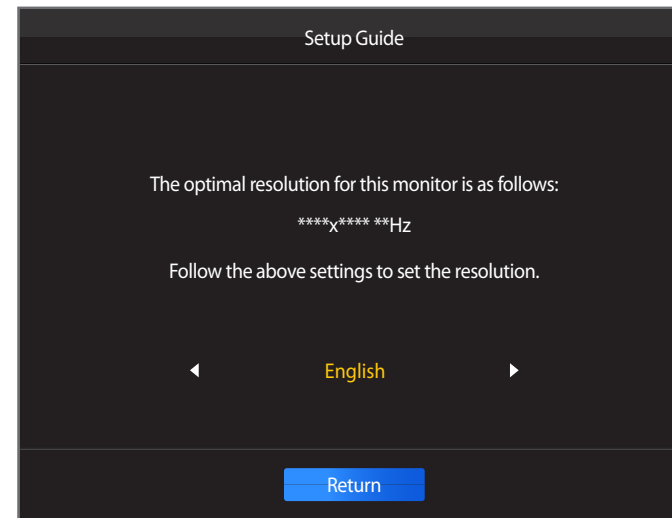 Setup Guide
The optimal resolution for this monitor is as follows:
****x**** **Hz
Follow the above settings to set the resolution.
English
Return